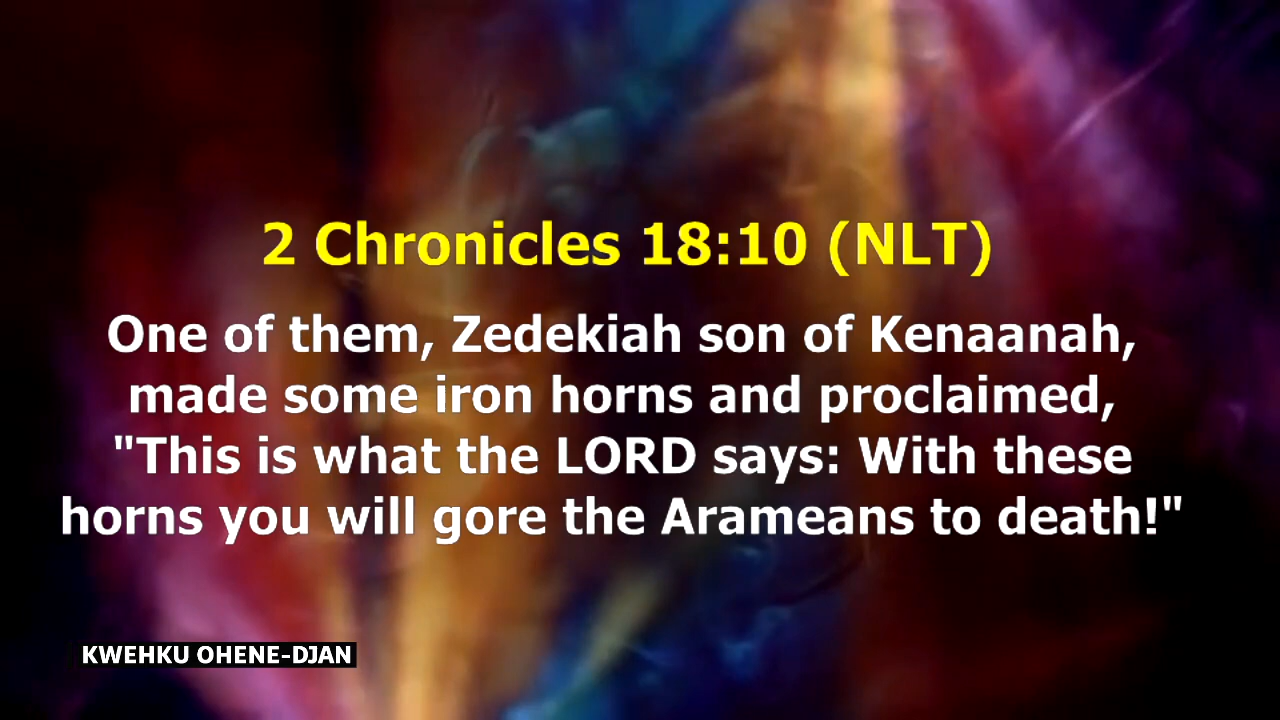 2 Chronicles 18:10 (NLT)
One of them, Zedekiah son of Kenaanah,
made some iron horns and proclaimed,
"This is what the LORD says: With these
horns you will gore the Arameans to death!"
KWEHKU OHENE-DJAN